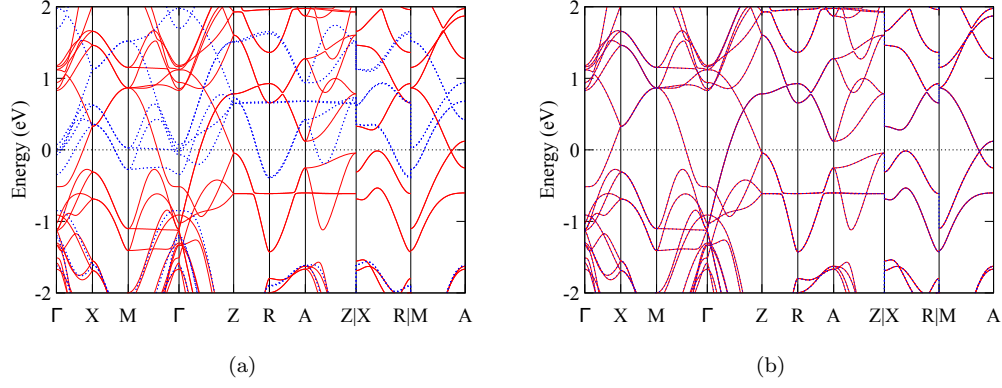 2
1
0
-1
-2
Energy (eV)
Γ X M Γ Z R A Z|X R|M A
(a)
2
1
0
-1
-2
Energy (eV)
Γ X M Γ Z R A Z|X R|M A
(b)